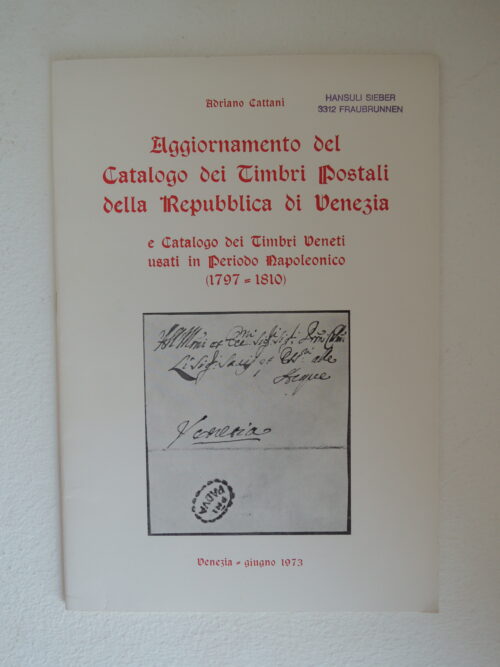 Adriano Cattani
HANSULI SIEBER
3312 FRAUBRUNNEN
Aggiornamento del
Catalogo dei Timbri Postali
della Repubblica di Venezia
e Catalogo dei Timbri Veneti
usati in Periodo Napoleonico
(1797 = 1810)
Venezia
PADVA
Venezia = giugno 1973